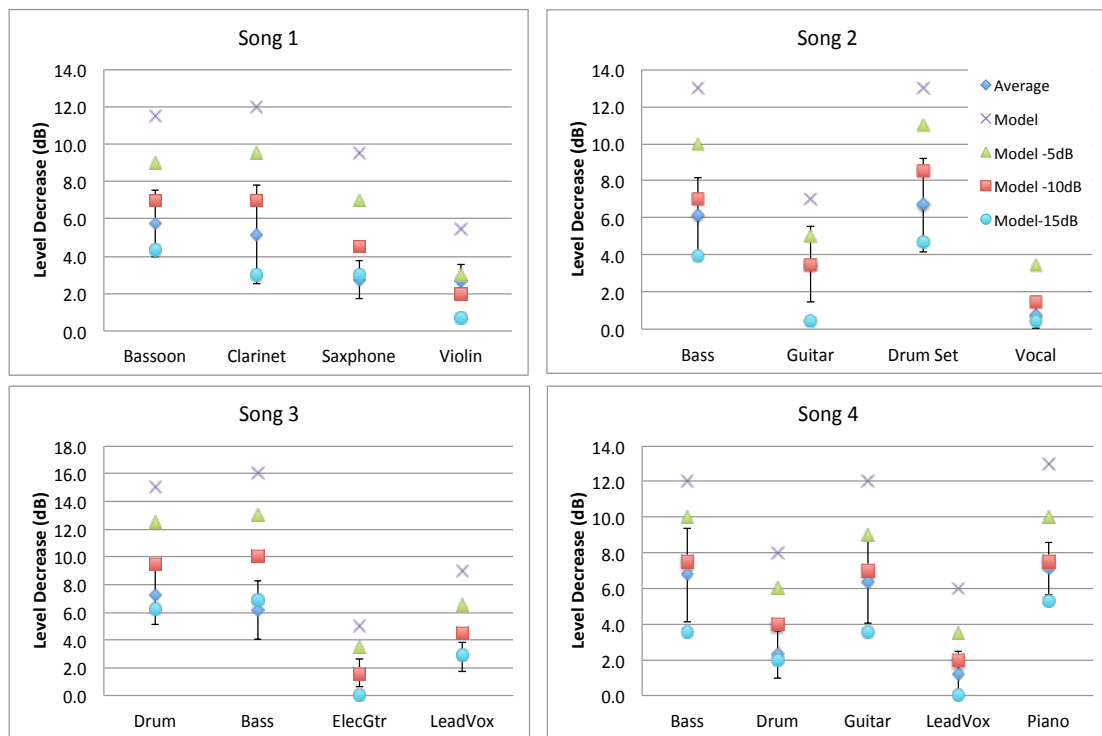 Song 1
Level Decrease (dB)
14.0
12.0
10.0
8.0
6.0
4.0
2.0
0.0
Bassoon Clarinet Saxphone Violin
Song 2
Level Decrease (dB)
14.0
12.0
10.0
8.0
6.0
4.0
2.0
0.0
Bass Guitar Drum Set Vocal
Average
Model
Model -5dB
Model -10dB
Model-15dB
Song 3
Level Decrease (dB)
18.0
16.0
14.0
12.0
10.0
8.0
6.0
4.0
2.0
0.0
Drum Bass ElecGtr LeadVox
Song 4
Level Decrease (dB)
14.0
12.0
10.0
8.0
6.0
4.0
2.0
0.0
Bass Drum Guitar LeadVox Piano